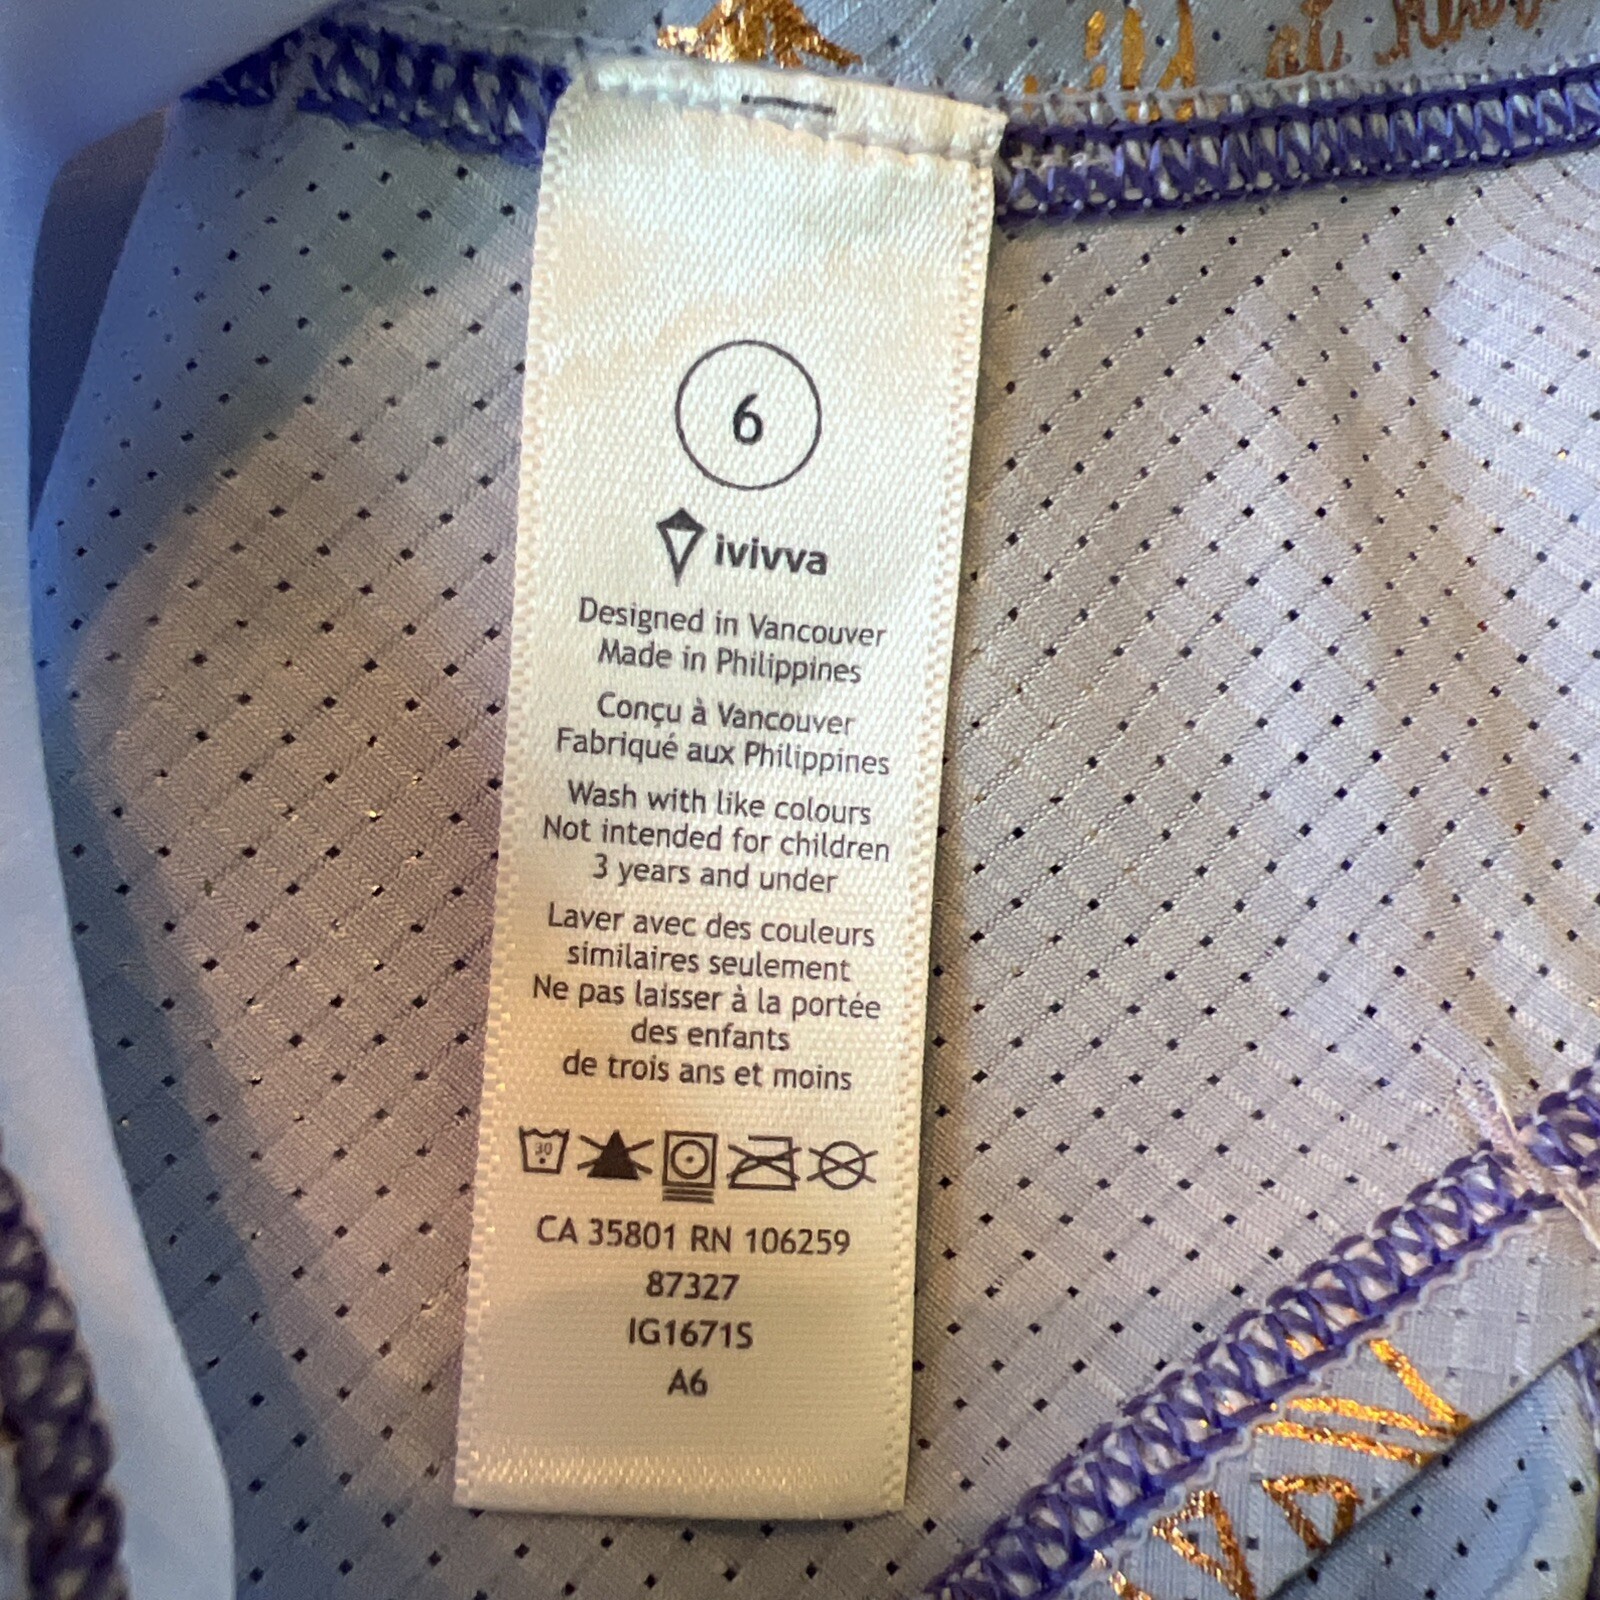 6
ivivva
Designed in Vancouver
Made in Philippines
Conçu à Vancouver
Fabriqué aux Philippines
Wash with like colours
Not intended for children
3 years and under
Laver avec des couleurs
similaires seulement
Ne pas laisser à la portée
des enfants
de trois ans et moins
30
CA 35801 RN 106259
87327
IG1671S
A6